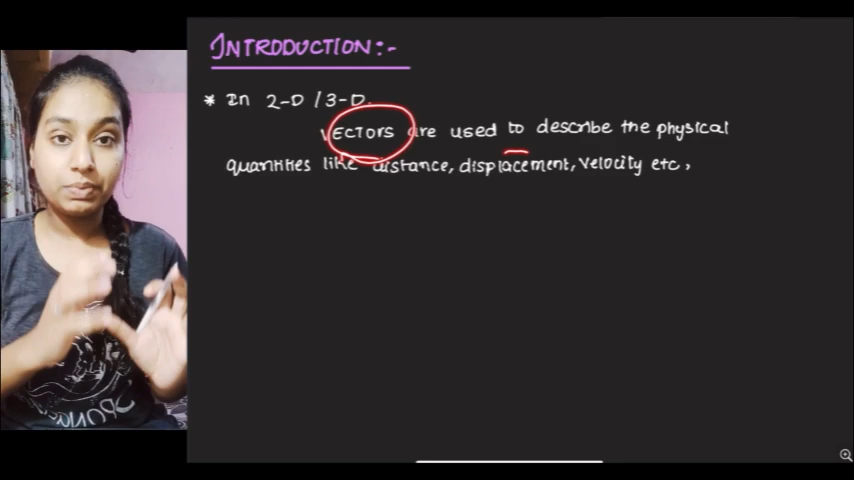 INTRODUCTION:-
* In 2-D / 3-D.
VECTORS are used to describe the physical
quantities like distance, displacement, velocity etc,